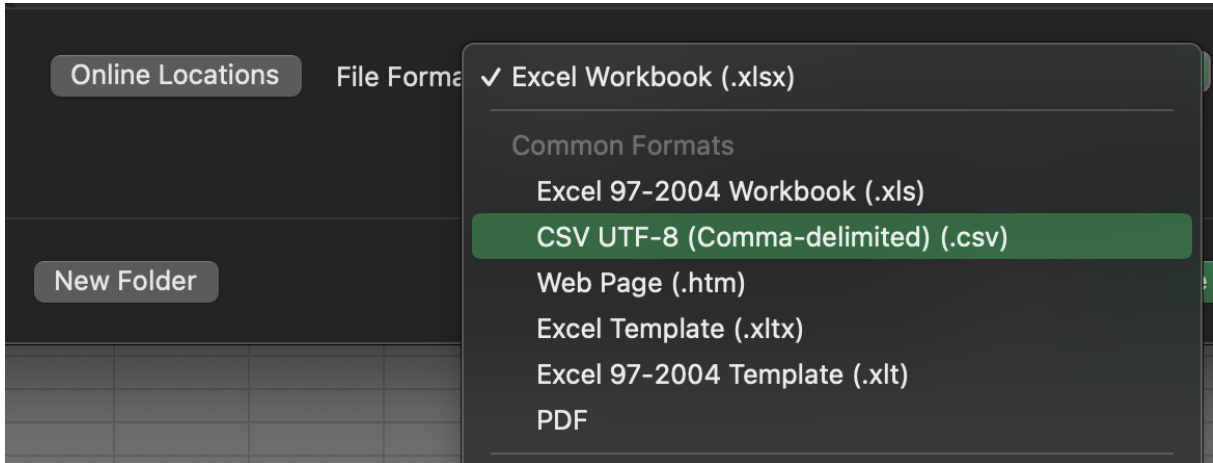 Online Locations
File Forma
✓ Excel Workbook (.xlsx)
Common Formats
Excel 97-2004 Workbook (.xls)
CSV UTF-8 (Comma-delimited) (.csv)
New Folder
Web Page (.htm)
Excel Template (.xltx)
Excel 97-2004 Template (.xlt)
PDF